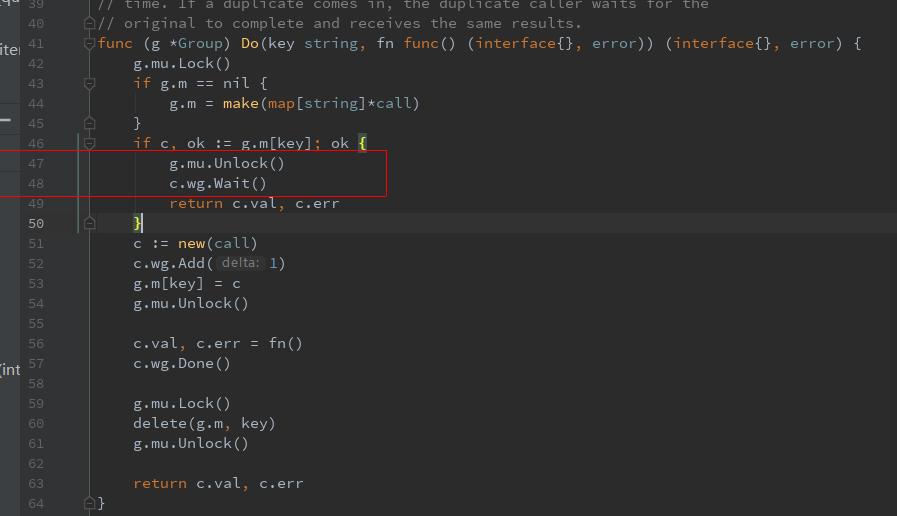 39 // time. If a duplicate comes in, the duplicate caller waits for the
40 // original to complete and receives the same results.
41 func (g *Group) Do(key string, fn func() (interface{}, error)) (interface{}, error) {
42 g.mu.Lock()
43 if g.m == nil {
44 g.m = make(map[string]*call)
45 }
46 if c, ok := g.m[key]; ok {
47 g.mu.Unlock()
48 c.wg.Wait()
49 return c.val, c.err
50 }
51 c := new(call)
52 c.wg.Add( delta: 1)
53 g.m[key] = c
54 g.mu.Unlock()
55
56 c.val, c.err = fn()
57 c.wg.Done()
58
59 g.mu.Lock()
60 delete(g.m, key)
61 g.mu.Unlock()
62
63 return c.val, c.err
64 }
(int